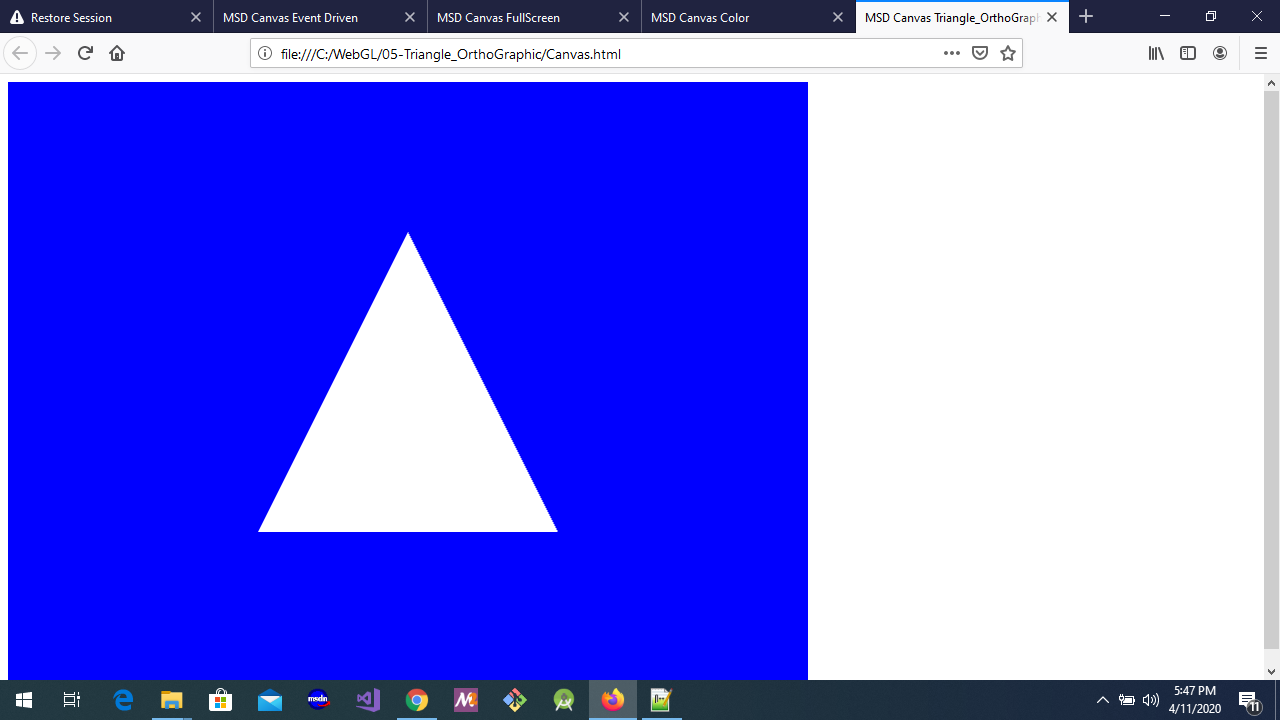 Restore Session
MSD Canvas Event Driven
MSD Canvas FullScreen
MSD Canvas Color
MSD Canvas Triangle_OrthoGraph
file:///C:/WebGL/05-Triangle_OrthoGraphic/Canvas.html
msdn
5:47 PM
4/11/2020
11